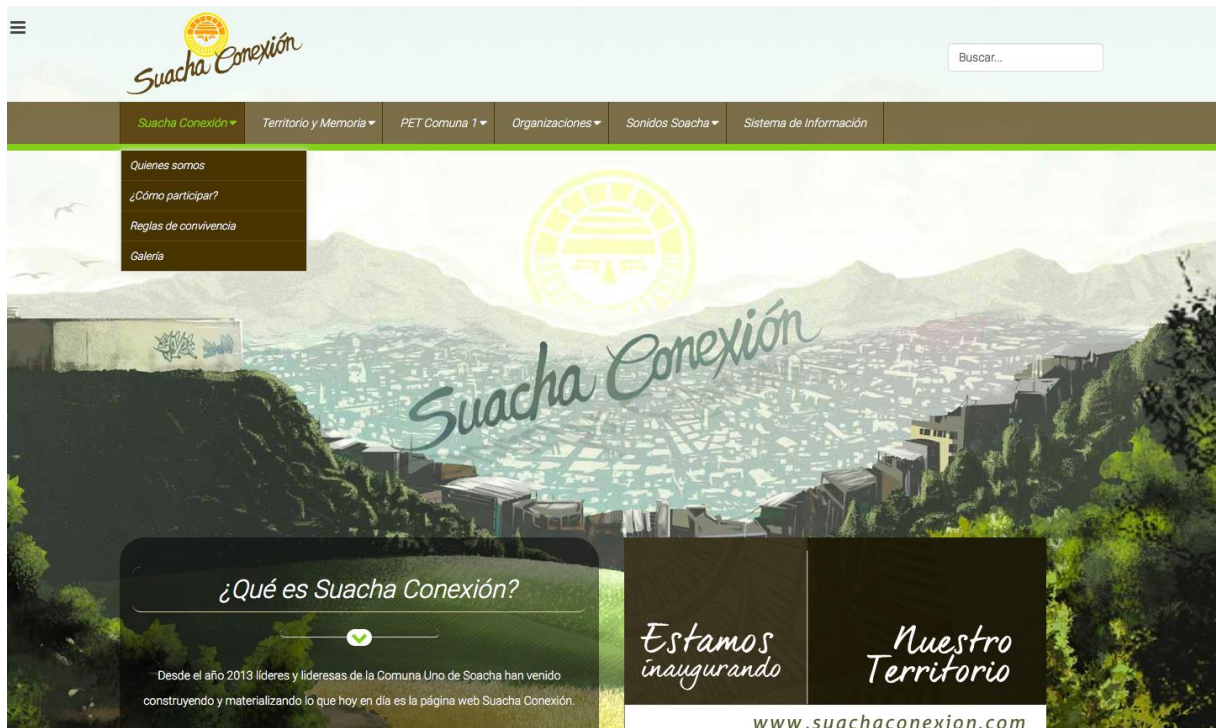 Suacha Conexión
Buscar...
Suacha Conexión Territorio y Memoria PET Comuna 1 Organizaciones Sonidos Soacha Sistema de Información
Quienes somos
¿Cómo participar?
Reglas de convivencia
Galería
Suacha Conexión
¿Qué es Suacha Conexión?
Desde el año 2013 líderes y lideresas de la Comuna Uno de Soacha han venido
construyendo y materializando lo que hoy en día es la página web Suacha Conexión.
Estamos
inaugurando
Nuestro
Territorio
www.suachaconexion.com